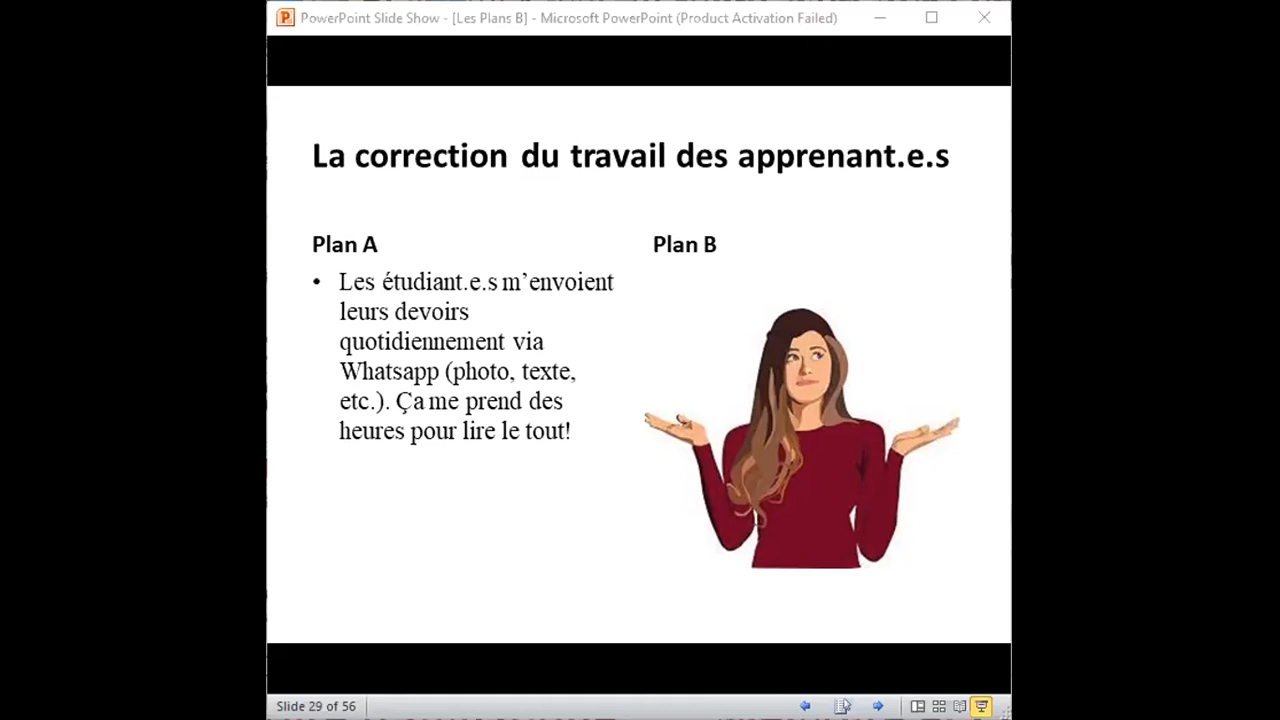 PowerPoint Slide Show - [Les Plans B] - Microsoft PowerPoint (Product Activation Failed)
La correction du travail des apprenant.e.s
Plan A
• Les étudiant.e.s m’envoient
leurs devoirs
quotidiennement via
Whatsapp (photo, texte,
etc.). Ça me prend des
heures pour lire le tout!
Plan B
Slide 29 of 56